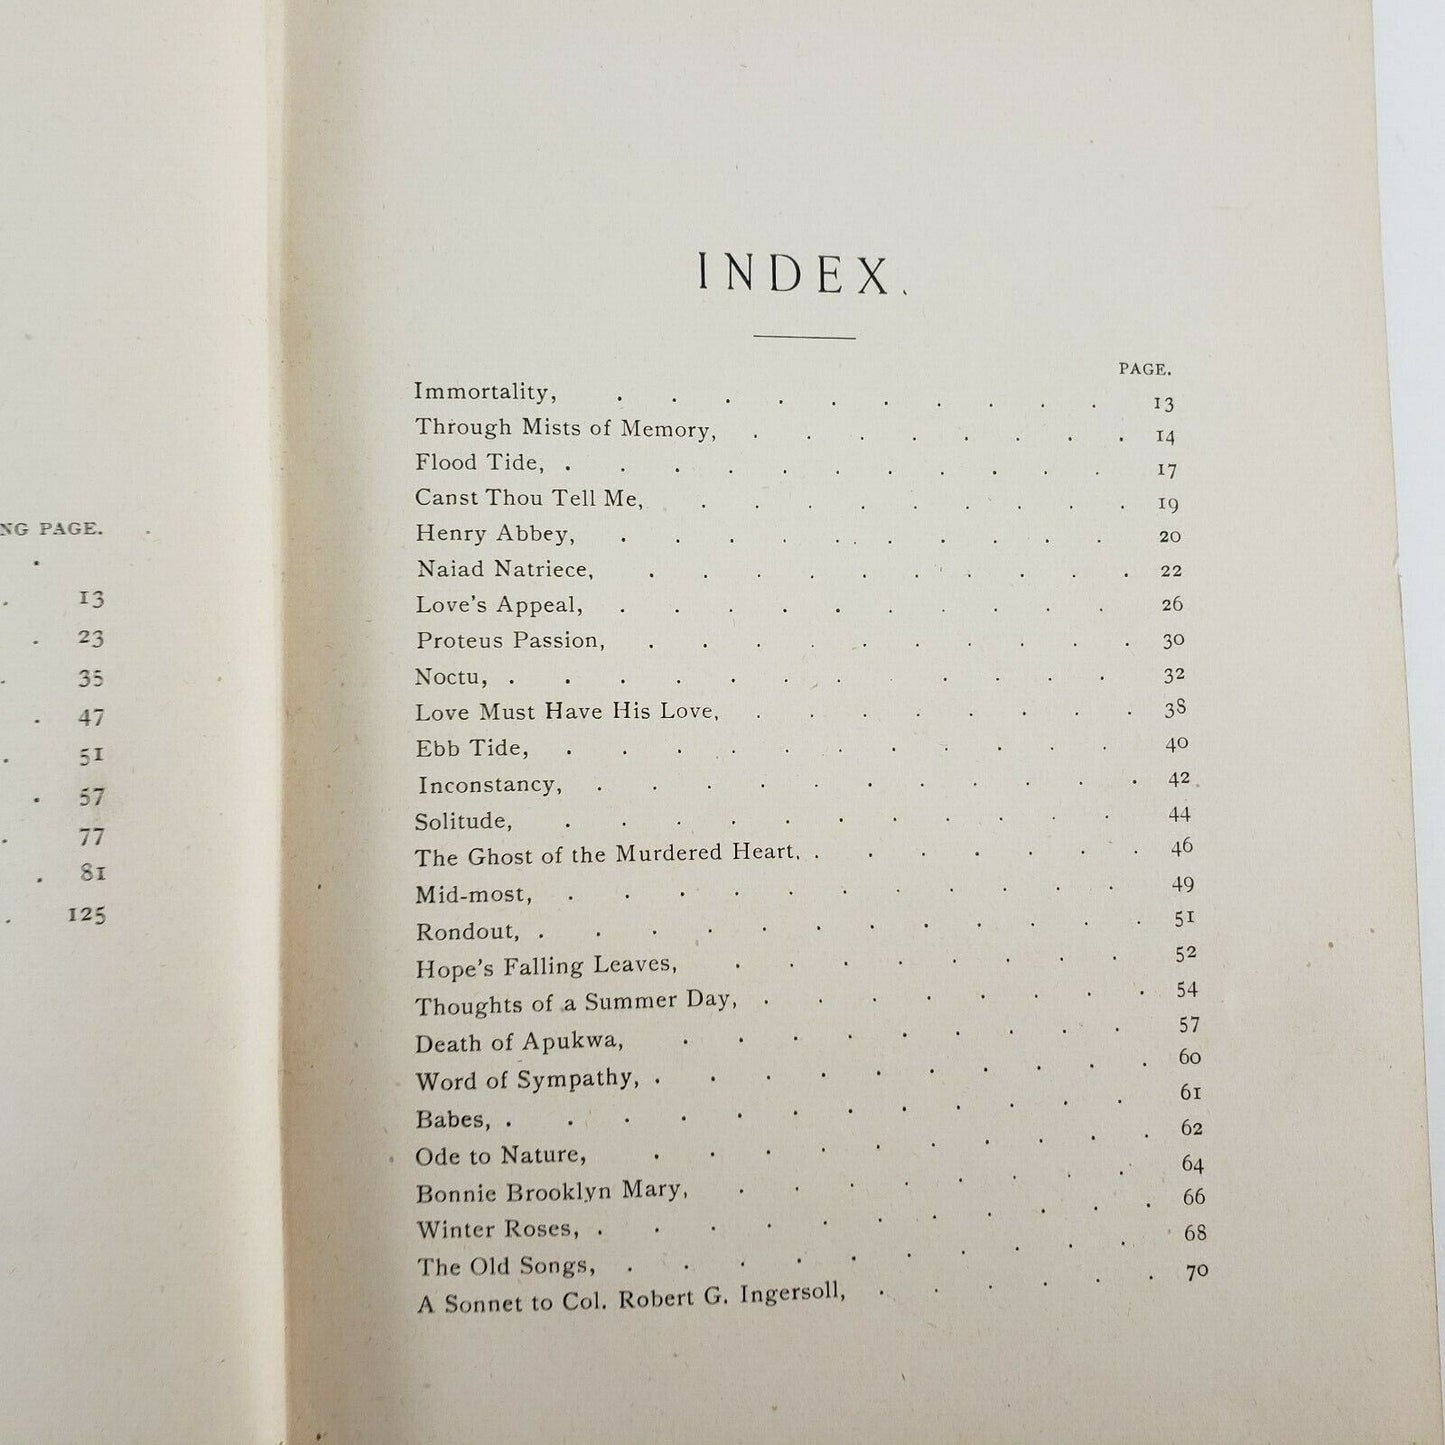 NG PAGE.
. 13
. 23
. 35
. 47
. 51
. 57
. 77
. 81
. 125
INDEX.
PAGE.
Immortality, . . . . . . . . . . 13
Through Mists of Memory, . . . . . . . . 14
Flood Tide, . . . . . . . . . . . 17
Canst Thou Tell Me, . . . . . . . . . 19
Henry Abbey, . . . . . . . . . . 20
Naiad Natriece, . . . . . . . . . . 22
Love's Appeal, . . . . . . . . . . 26
Proteus Passion, . . . . . . . . . . 30
Noctu, . . . . . . . . . . . 32
Love Must Have His Love, . . . . . . . . 38
Ebb Tide, . . . . . . . . . . . 40
Inconstancy, . . . . . . . . . . . 42
Solitude, . . . . . . . . . . . 44
The Ghost of the Murdered Heart, . . . . . . . 46
Mid-most, . . . . . . . . . . . 49
Rondout, . . . . . . . . . . . . 51
Hope's Falling Leaves, . . . . . . . . 52
Thoughts of a Summer Day, . . . . . . . . 54
Death of Apukwa, . . . . . . . . . 57
Word of Sympathy, . . . . . . . . . . 60
Babes, . . . . . . . . . . . . 61
Ode to Nature, . . . . . . . . . . 62
Bonnie Brooklyn Mary, . . . . . . . . 64
Winter Roses, . . . . . . . . . . . 66
The Old Songs, . . . . . . . . . . 68
A Sonnet to Col. Robert G. Ingersoll, . . . . . . 70